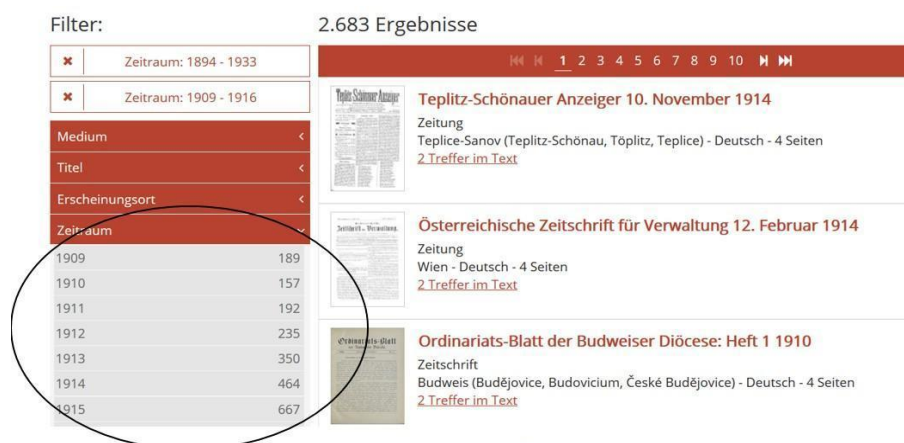 Filter:
✖ Zeitraum: 1894 - 1933
✖ Zeitraum: 1909 - 1916
Medium
Titel
Erscheinungsort
Zeitraum
1909 189
1910 157
1911 192
1912 235
1913 350
1914 464
1915 667
2.683 Ergebnisse
1 2 3 4 5 6 7 8 9 10
Teplitz-Schönauer Anzeiger
Teplitz-Schönauer Anzeiger 10. November 1914
Zeitung
Teplice-Sanov (Teplitz-Schönau, Töplitz, Teplice) - Deutsch - 4 Seiten
2 Treffer im Text
Österreichische Zeitschrift für Verwaltung 12. Februar 1914
Zeitung
Wien - Deutsch - 4 Seiten
2 Treffer im Text
Ordinariats-Blatt
Ordinariats-Blatt der Budweiser Diöcese: Heft 1 1910
Zeitschrift
Budweis (Budějovice, Budovicium, České Budějovice) - Deutsch - 4 Seiten
2 Treffer im Text